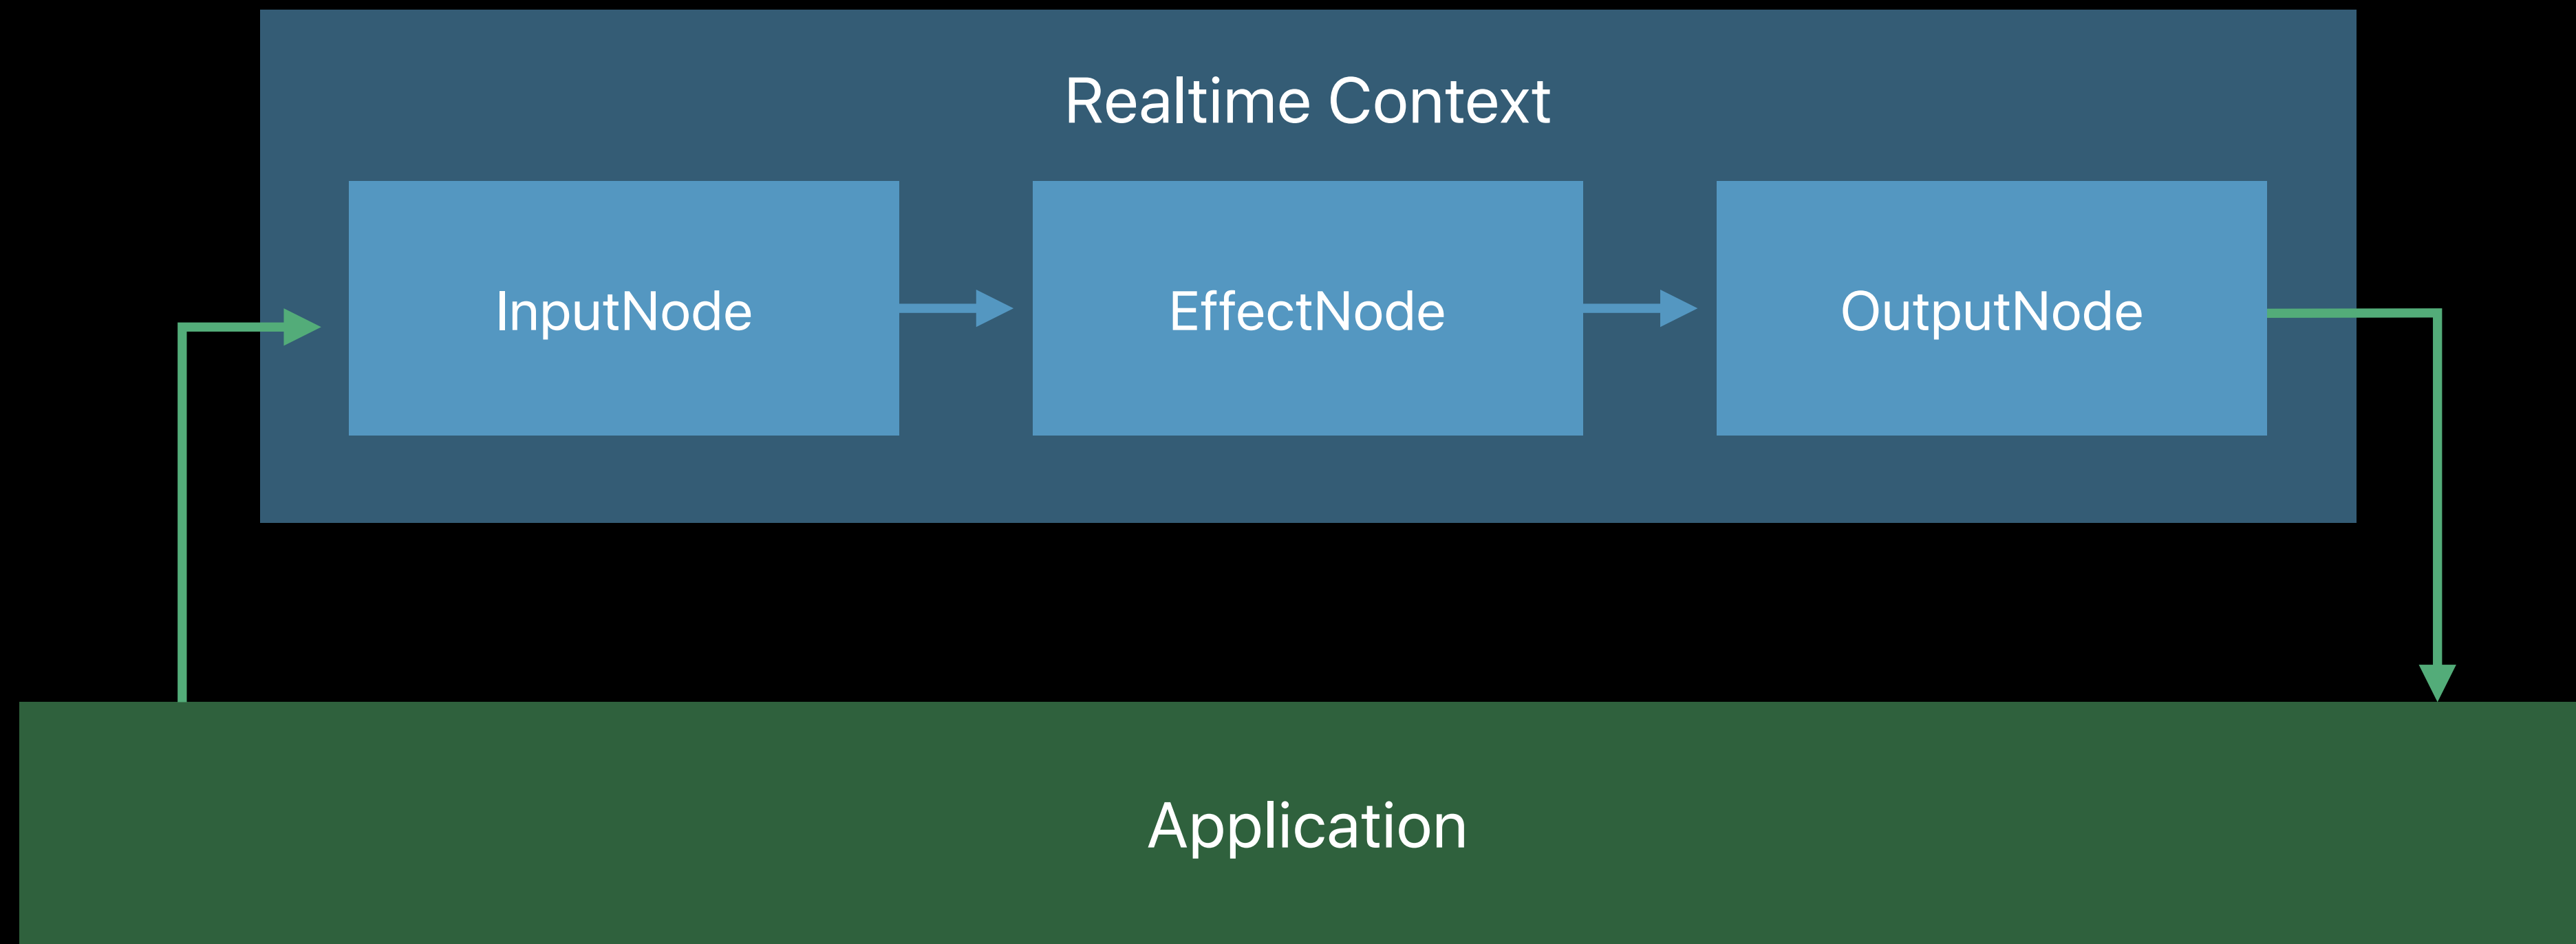 Realtime Context
InputNode
EffectNode
OutputNode
Application